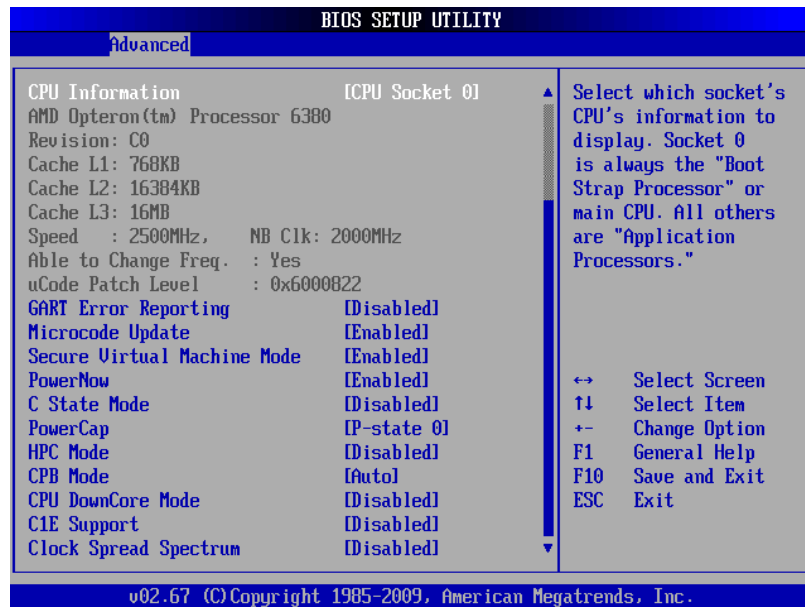 BIOS SETUP UTILITY
Advanced
CPU Information [CPU Socket 0]
AMD Opteron(tm) Processor 6380
Revision: C0
Cache L1: 768KB
Cache L2: 16384KB
Cache L3: 16MB
Speed : 2500MHz, NB Clk: 2000MHz
Able to Change Freq. : Yes
uCode Patch Level : 0x6000822
GART Error Reporting [Disabled]
Microcode Update [Enabled]
Secure Virtual Machine Mode [Enabled]
PowerNow [Enabled]
C State Mode [Disabled]
PowerCap [P-state 0]
HPC Mode [Disabled]
CPB Mode [Auto]
CPU DownCore Mode [Disabled]
C1E Support [Disabled]
Clock Spread Spectrum [Disabled]
Select which socket's
CPU's information to
display. Socket 0
is always the "Boot
Strap Processor" or
main CPU. All others
are "Application
Processors."
↔ Select Screen
↑↓ Select Item
+- Change Option
F1 General Help
F10 Save and Exit
ESC Exit
v02.67 (C)Copyright 1985-2009, American Megatrends, Inc.